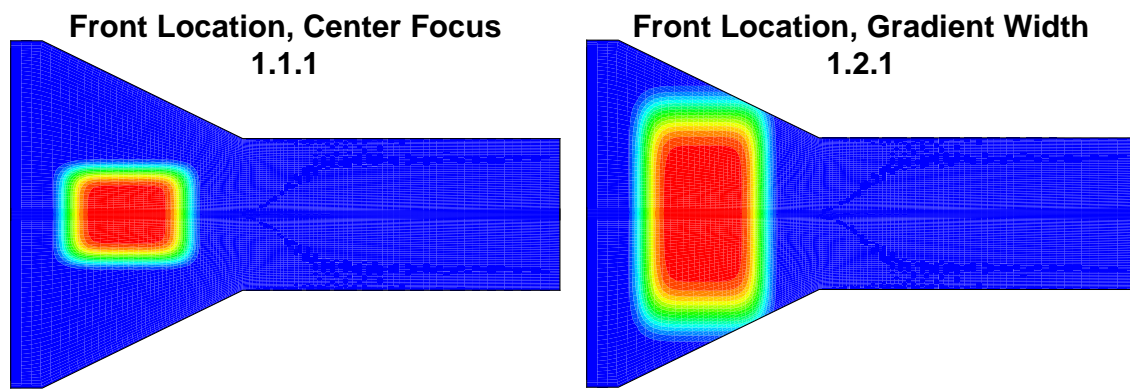 Front Location, Center Focus
1.1.1
Front Location, Gradient Width
1.2.1